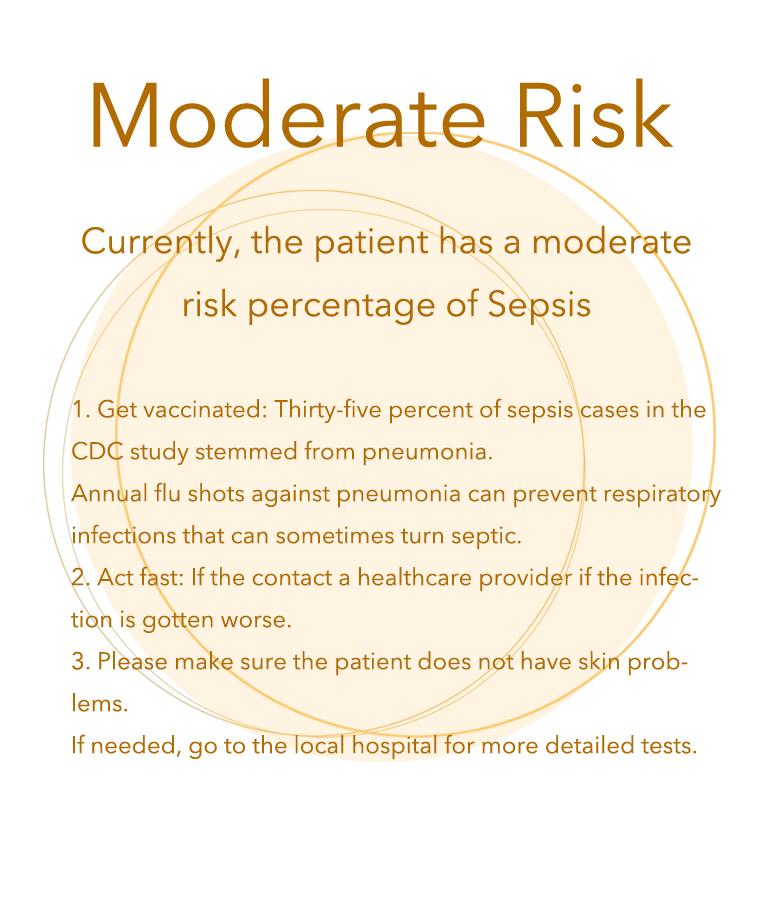 Moderate Risk
Currently, the patient has a moderate
risk percentage of Sepsis
1. Get vaccinated: Thirty-five percent of sepsis cases in the
CDC study stemmed from pneumonia.
Annual flu shots against pneumonia can prevent respiratory
infections that can sometimes turn septic.
2. Act fast: If the contact a healthcare provider if the infec-
tion is gotten worse.
3. Please make sure the patient does not have skin prob-
lems.
If needed, go to the local hospital for more detailed tests.